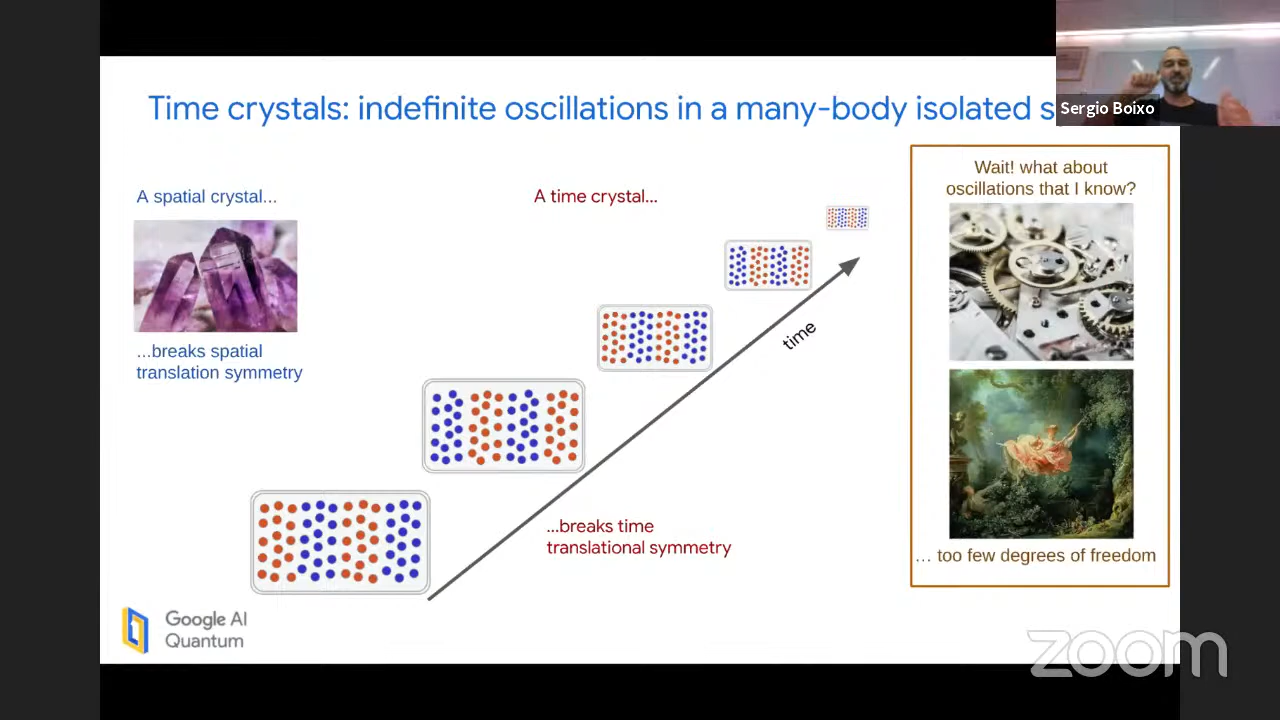 Time crystals: indefinite oscillations in a many-body isolated s
Sergio Boixo
A spatial crystal...
...breaks spatial
translation symmetry
A time crystal...
time
...breaks time
translational symmetry
Wait! what about
oscillations that I know?
... too few degrees of freedom
Google AI
Quantum
zoom